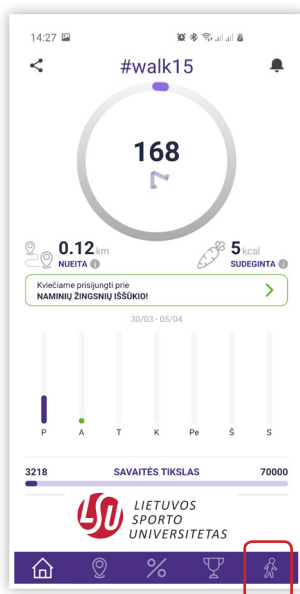 14:27
#walk15
168
0.12 km
NUEITA
5 kcal
SUDEGINTA
Kviečiame prisijungti prie
NAMINIŲ ŽINGSNIŲ IŠŠŪKIO!
30/03 - 05/04
P A T K Pe Š S
3218 SAVAITĖS TIKSLAS 70000
LSU
LIETUVOS
SPORTO
UNIVERSITETAS